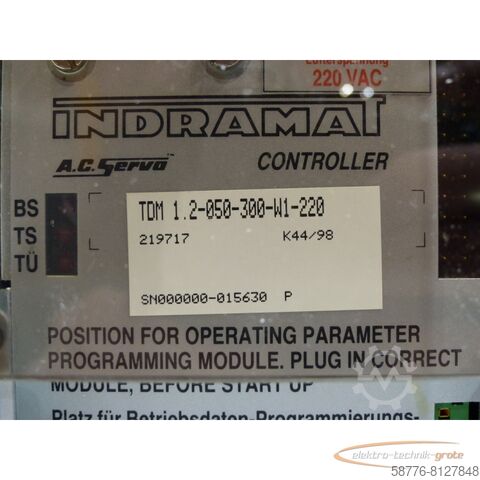 Lüfterspannung
220 VAC
INDRAMAT
A.C. Servo™ CONTROLLER
BS
TS
TÜ
TDM 1.2-050-300-W1-220
219717 K44/98
SN000000-015630 P
POSITION FOR OPERATING PARAMETER
PROGRAMMING MODULE. PLUG IN CORRECT
MODULE, BEFORE START UP
Platz für Betriebsdaten-Programmierungs-
elektro-technik-grote
58776-8127848